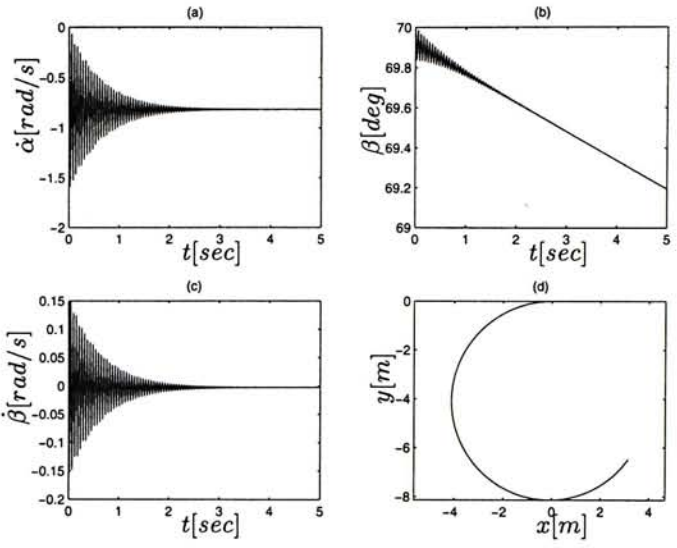 (a)
0
−0.5
−1
−1.5
−2
α̇[rad/s]
0 1 2 3 4 5
t[sec]
(b)
70
69.8
69.6
69.4
69.2
69
β[deg]
0 1 2 3 4 5
t[sec]
(c)
0.15
0.1
0.05
0
−0.05
−0.1
−0.15
−0.2
β̇[rad/s]
0 1 2 3 4 5
t[sec]
(d)
0
−2
−4
−6
−8
y[m]
−4 −2 0 2 4
x[m]